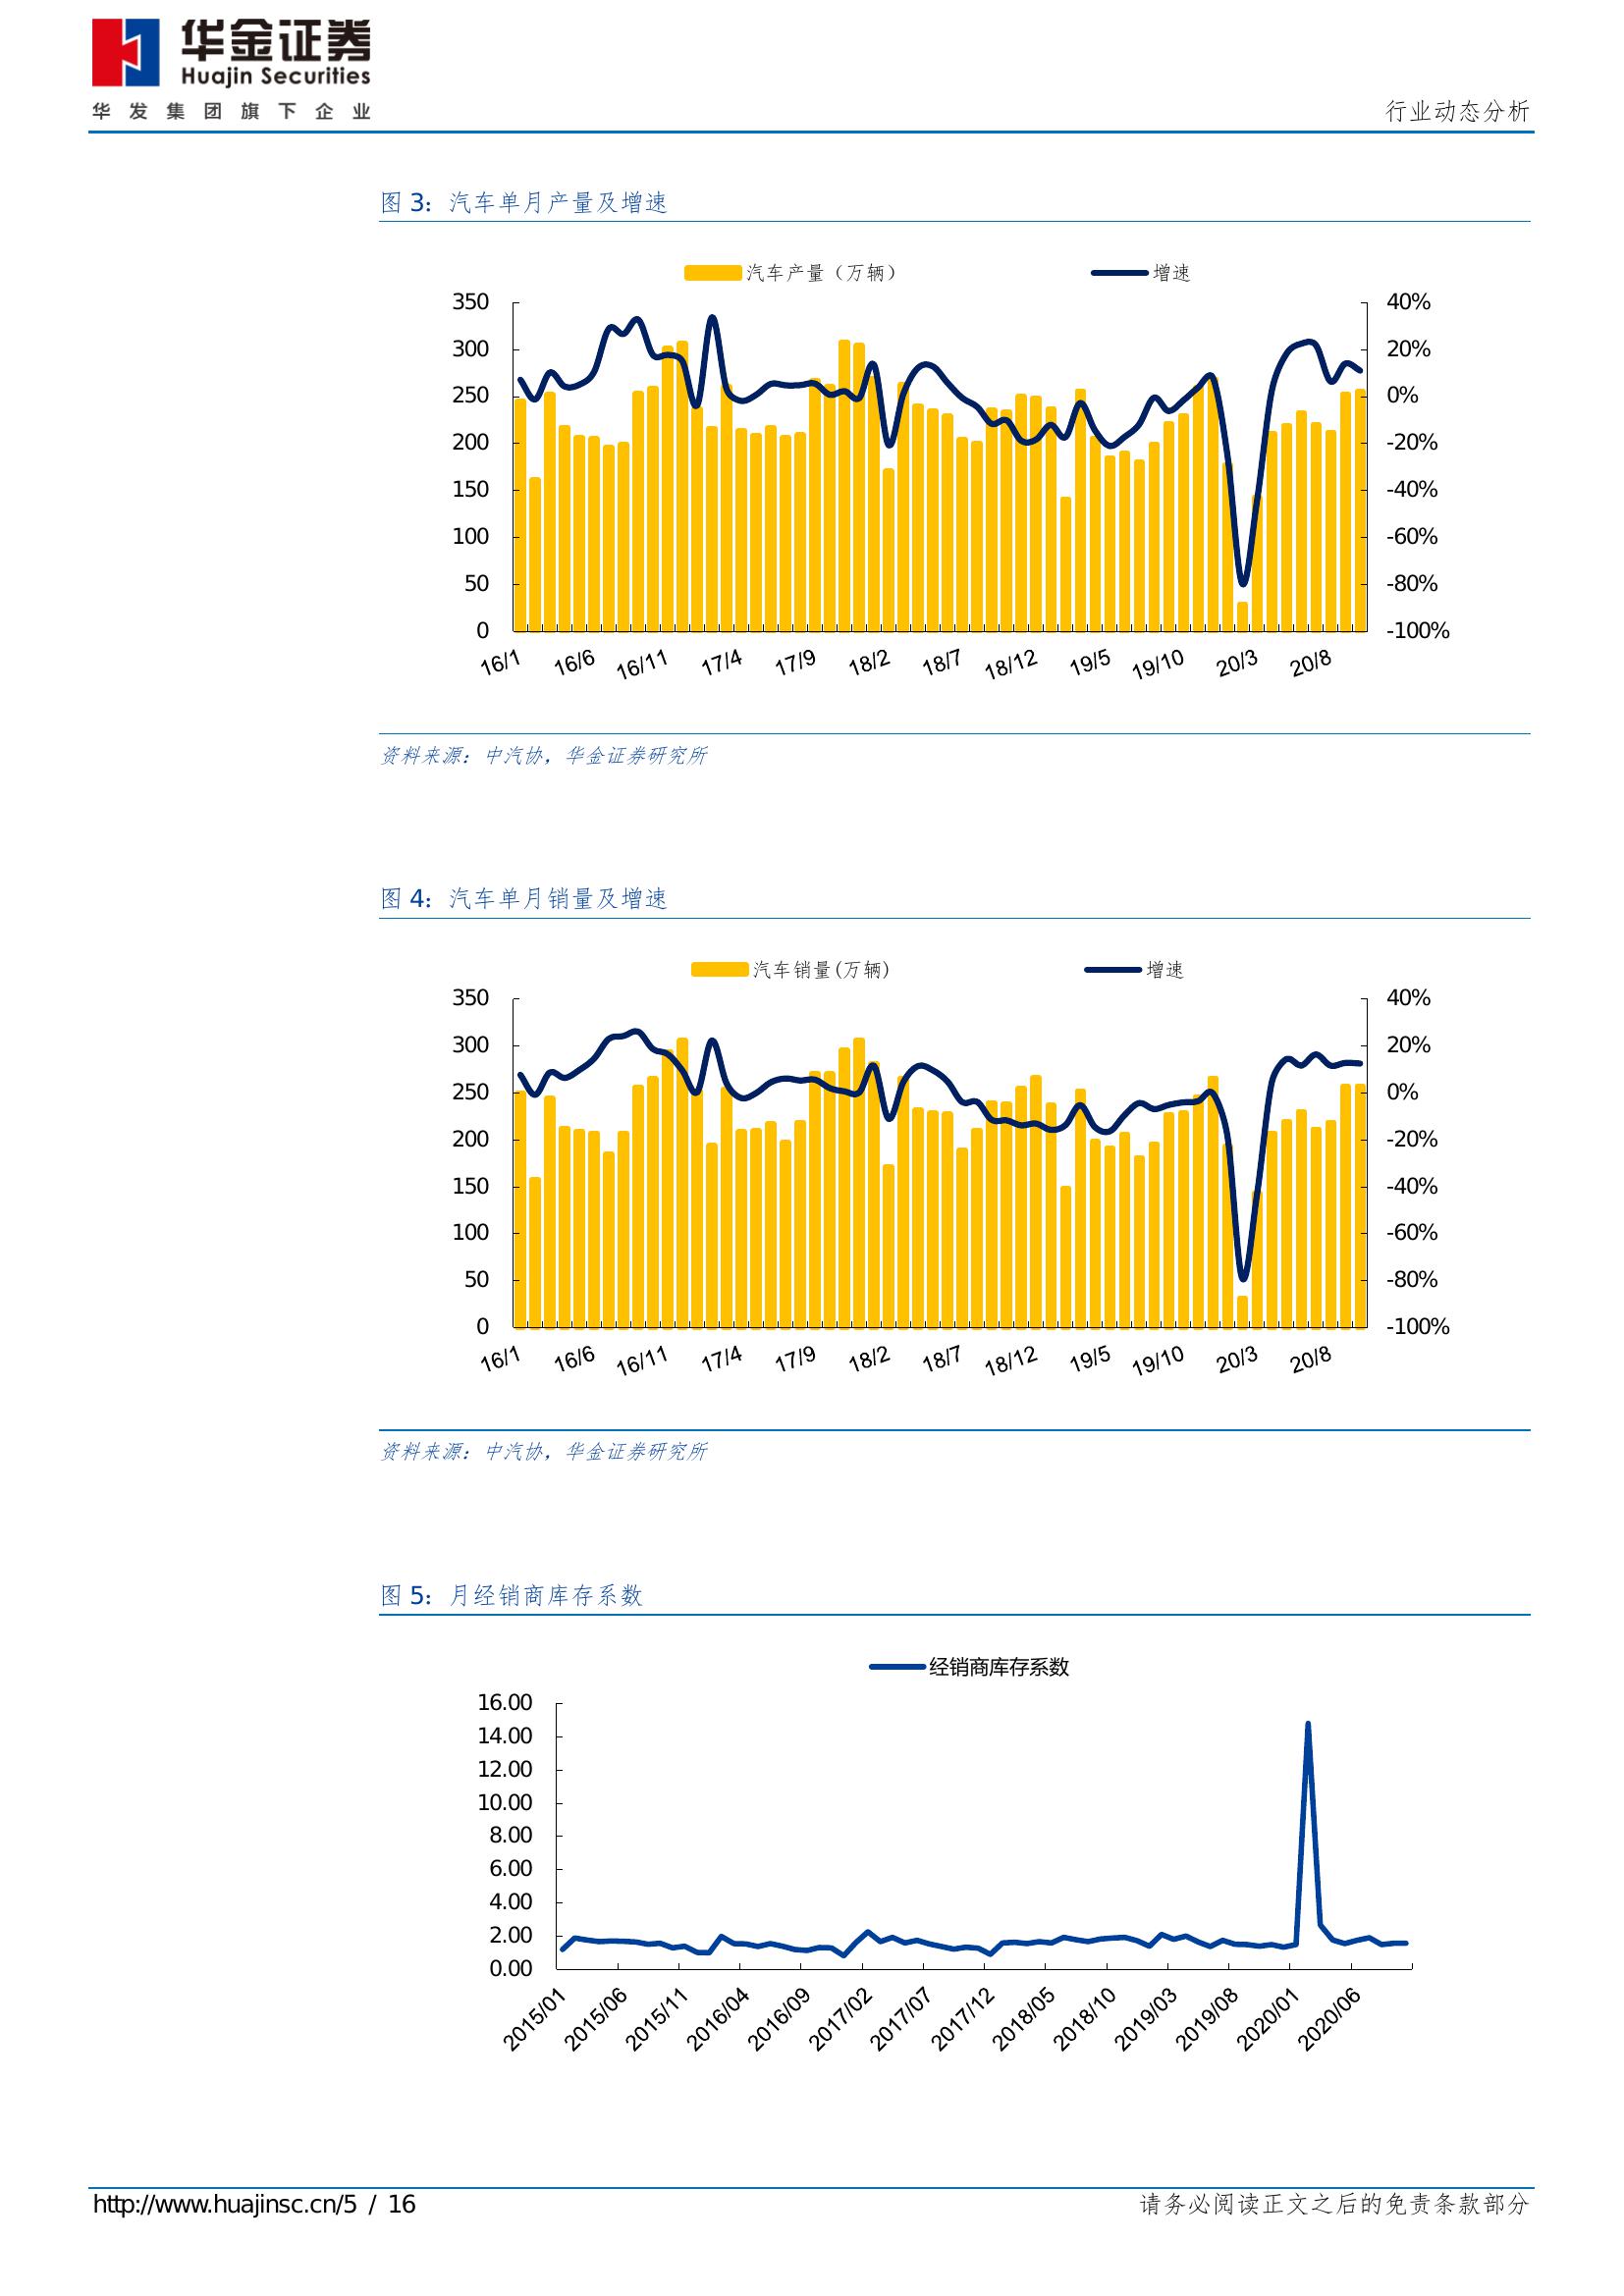 华金证券
Huajin Securities
华发集团旗下企业
行业动态分析
图 3：汽车单月产量及增速
汽车产量（万辆） 增速
350 40%
300 20%
250 0%
200 -20%
150 -40%
100 -60%
50 -80%
0 -100%
16/1 16/6 16/11 17/4 17/9 18/2 18/7 18/12 19/5 19/10 20/3 20/8
资料来源：中汽协，华金证券研究所
图 4：汽车单月销量及增速
汽车销量(万辆) 增速
350 40%
300 20%
250 0%
200 -20%
150 -40%
100 -60%
50 -80%
0 -100%
16/1 16/6 16/11 17/4 17/9 18/2 18/7 18/12 19/5 19/10 20/3 20/8
资料来源：中汽协，华金证券研究所
图 5：月经销商库存系数
经销商库存系数
16.00
14.00
12.00
10.00
8.00
6.00
4.00
2.00
0.00
2015/01 2015/06 2015/11 2016/04 2016/09 2017/02 2017/07 2017/12 2018/05 2018/10 2019/03 2019/08 2020/01 2020/06
http://www.huajinsc.cn/5 / 16 请务必阅读正文之后的免责条款部分